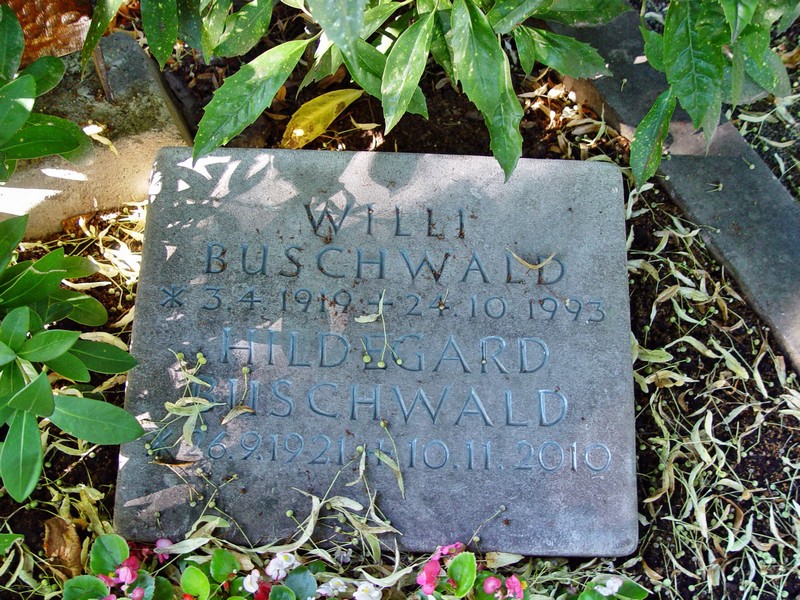 WILLI
BUSCHWALD
* 3.4.1919 + 24.10.1993
HILDEGARD
BUSCHWALD
* 26.9.1921 + 10.11.2010